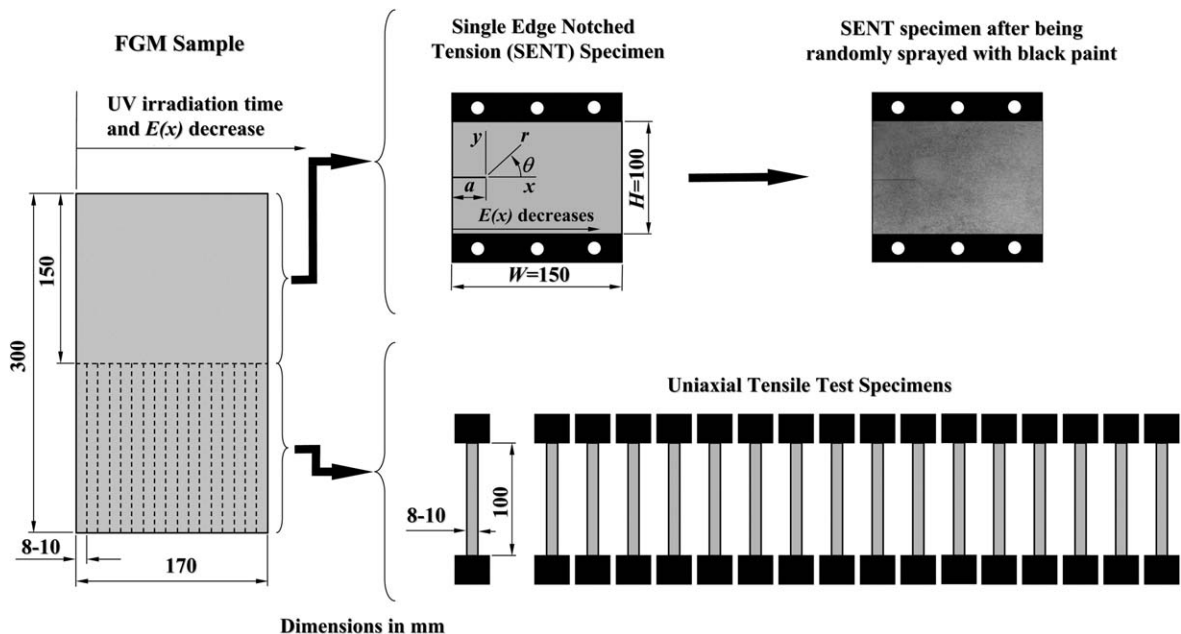 FGM Sample
UV irradiation time
and E(x) decrease
150
300
8-10
170
Single Edge Notched
Tension (SENT) Specimen
y
r
θ
a
x
E(x) decreases
H=100
W=150
SENT specimen after being
randomly sprayed with black paint
Uniaxial Tensile Test Specimens
8-10
100
Dimensions in mm